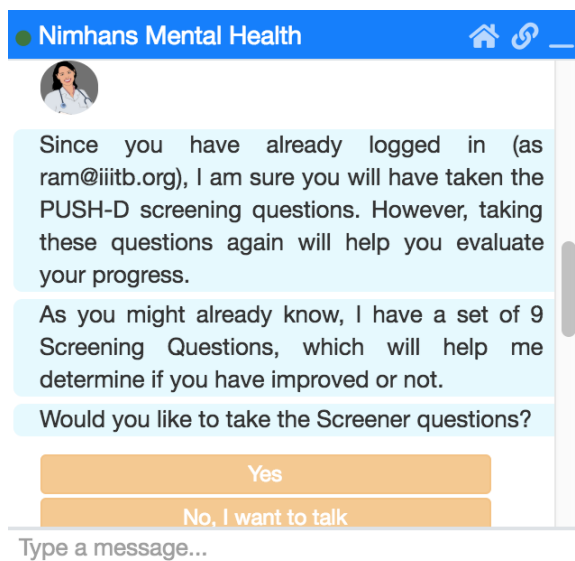 Nimhans Mental Health
Since you have already logged in (as
ram@iiitb.org), I am sure you will have taken the
PUSH-D screening questions. However, taking
these questions again will help you evaluate
your progress.
As you might already know, I have a set of 9
Screening Questions, which will help me
determine if you have improved or not.
Would you like to take the Screener questions?
Yes
No, I want to talk
Type a message...